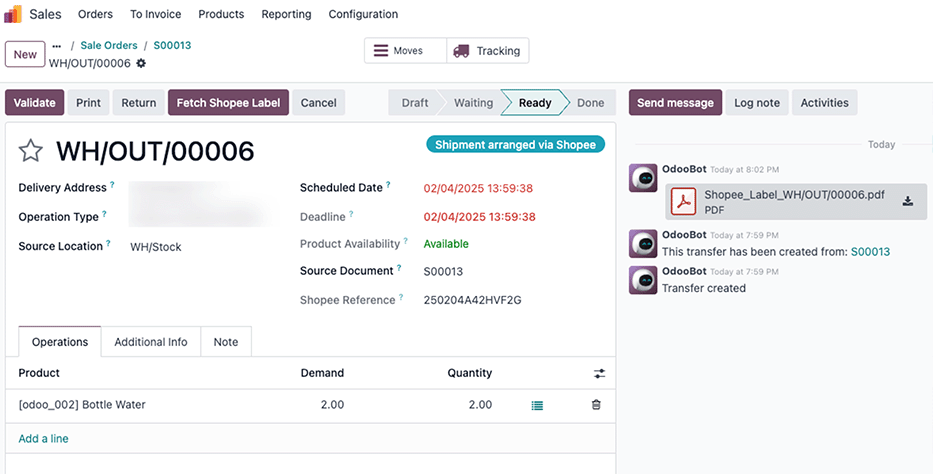 Sales Orders To Invoice Products Reporting Configuration
New ... / Sale Orders / S00013
WH/OUT/00006
Moves Tracking
Validate Print Return Fetch Shopee Label Cancel
Draft Waiting Ready Done
Send message Log note Activities
WH/OUT/00006
Shipment arranged via Shopee
Delivery Address ?
Operation Type ?
Source Location ? WH/Stock
Scheduled Date ? 02/04/2025 13:59:38
Deadline ? 02/04/2025 13:59:38
Product Availability ? Available
Source Document ? S00013
Shopee Reference ? 250204A42HVF2G
Operations Additional Info Note
Product Demand Quantity
[odoo_002] Bottle Water 2.00 2.00
Add a line
Today
OdooBot Today at 8:02 PM
Shopee_Label_WH/OUT/00006.pdf
PDF
OdooBot Today at 7:59 PM
This transfer has been created from: S00013
OdooBot Today at 7:59 PM
Transfer created